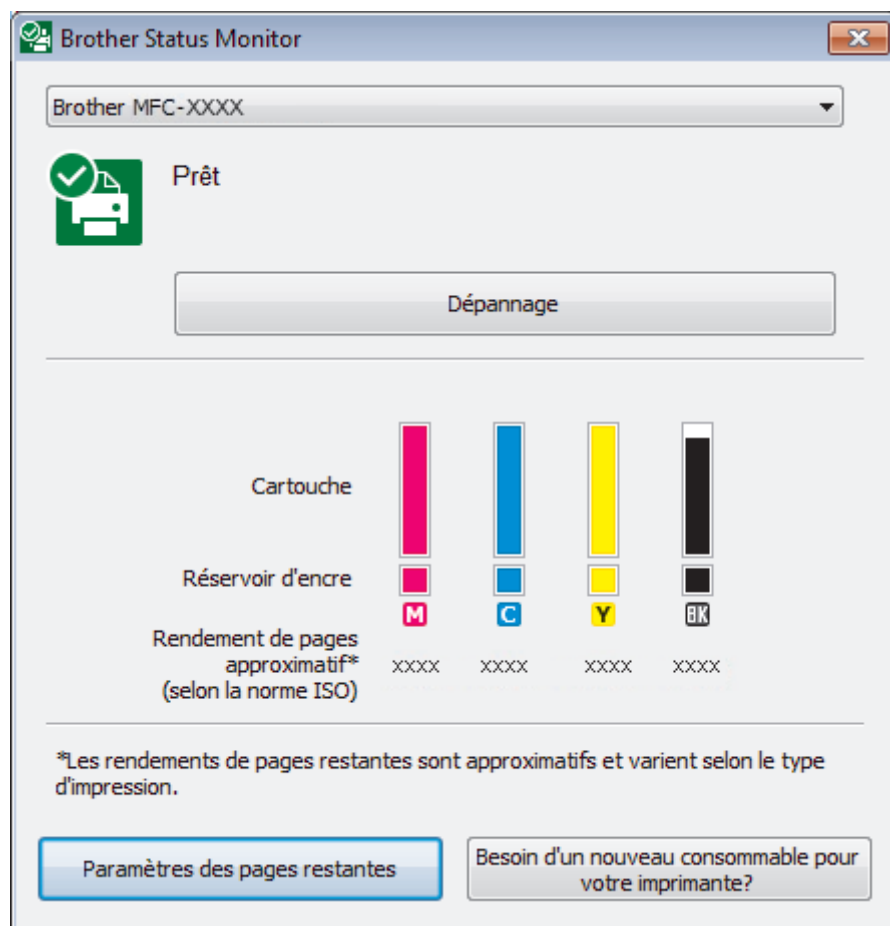 Brother Status Monitor
Brother MFC-XXXX
Prêt
Dépannage
Cartouche
Réservoir d'encre
M C Y BK
Rendement de pages
approximatif*
(selon la norme ISO)
xxxx xxxx xxxx xxxx
*Les rendements de pages restantes sont approximatifs et varient selon le type
d'impression.
Paramètres des pages restantes
Besoin d'un nouveau consommable pour
votre imprimante?